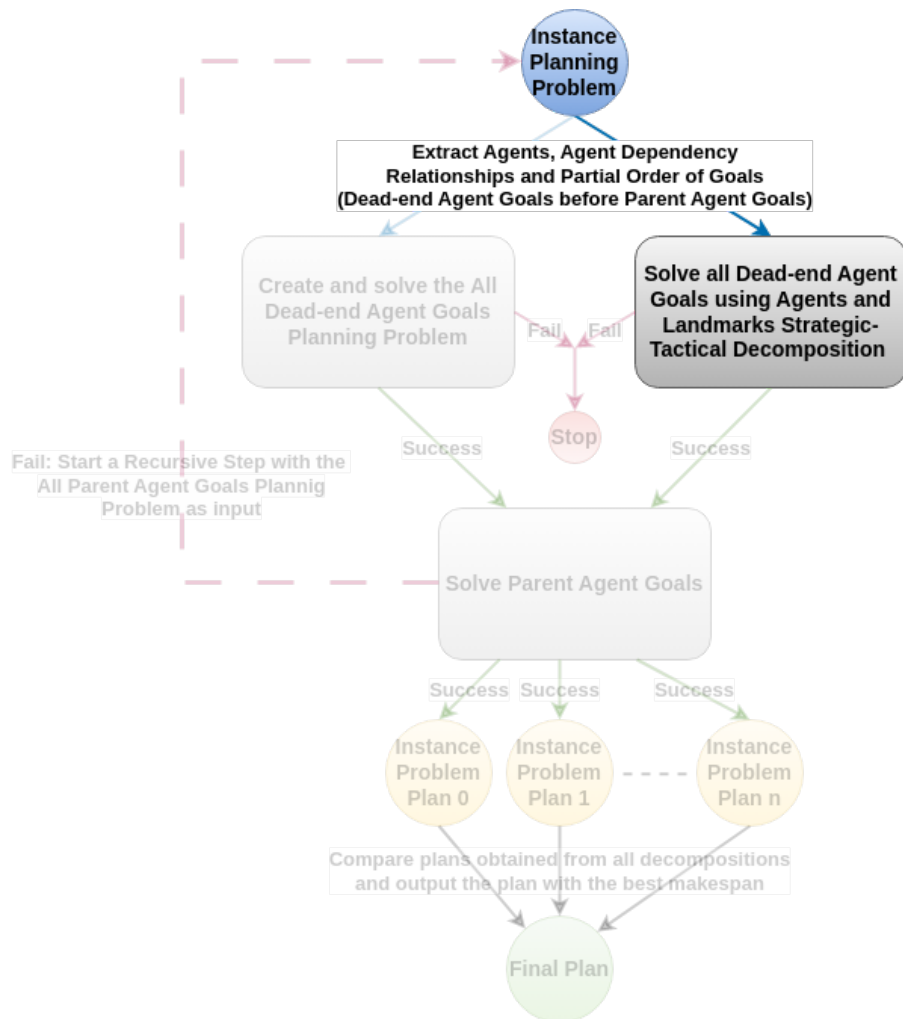 Instance
Planning
Problem
Extract Agents, Agent Dependency
Relationships and Partial Order of Goals
(Dead-end Agent Goals before Parent Agent Goals)
Create and solve the All
Dead-end Agent Goals
Planning Problem
Solve all Dead-end Agent
Goals using Agents and
Landmarks Strategic-
Tactical Decomposition
Fail
Fail
Stop
Success
Success
Fail: Start a Recursive Step with the
All Parent Agent Goals Plannig
Problem as input
Solve Parent Agent Goals
Success
Success
Success
Instance
Problem
Plan 0
Instance
Problem
Plan 1
Instance
Problem
Plan n
Compare plans obtained from all decompositions
and output the plan with the best makespan
Final Plan